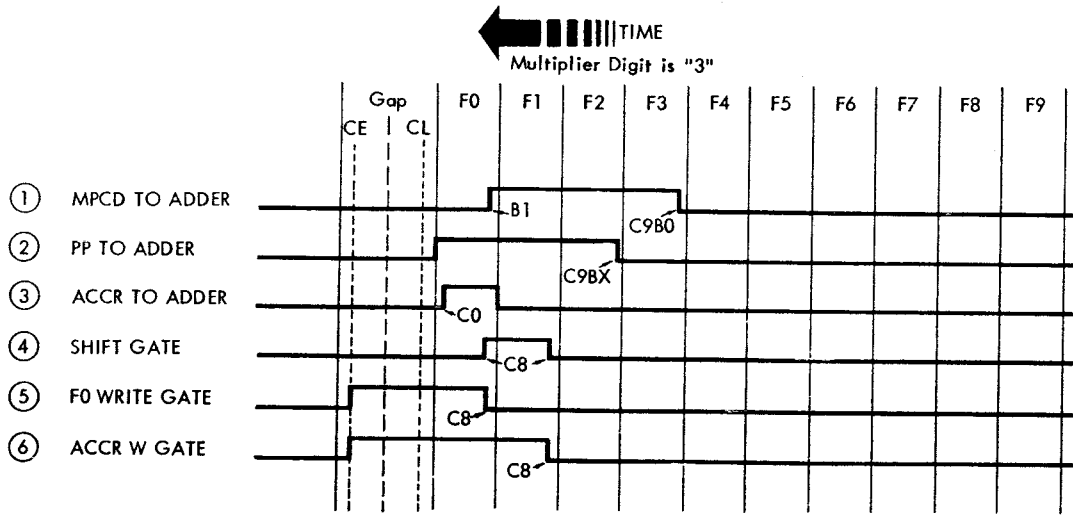 TIME
Multiplier Digit is "3"
Gap F0 F1 F2 F3 F4 F5 F6 F7 F8 F9
CE CL
1 MPCD TO ADDER B1 C9B0
2 PP TO ADDER C9BX
3 ACCR TO ADDER C0
4 SHIFT GATE C8
5 F0 WRITE GATE C8
6 ACCR W GATE C8